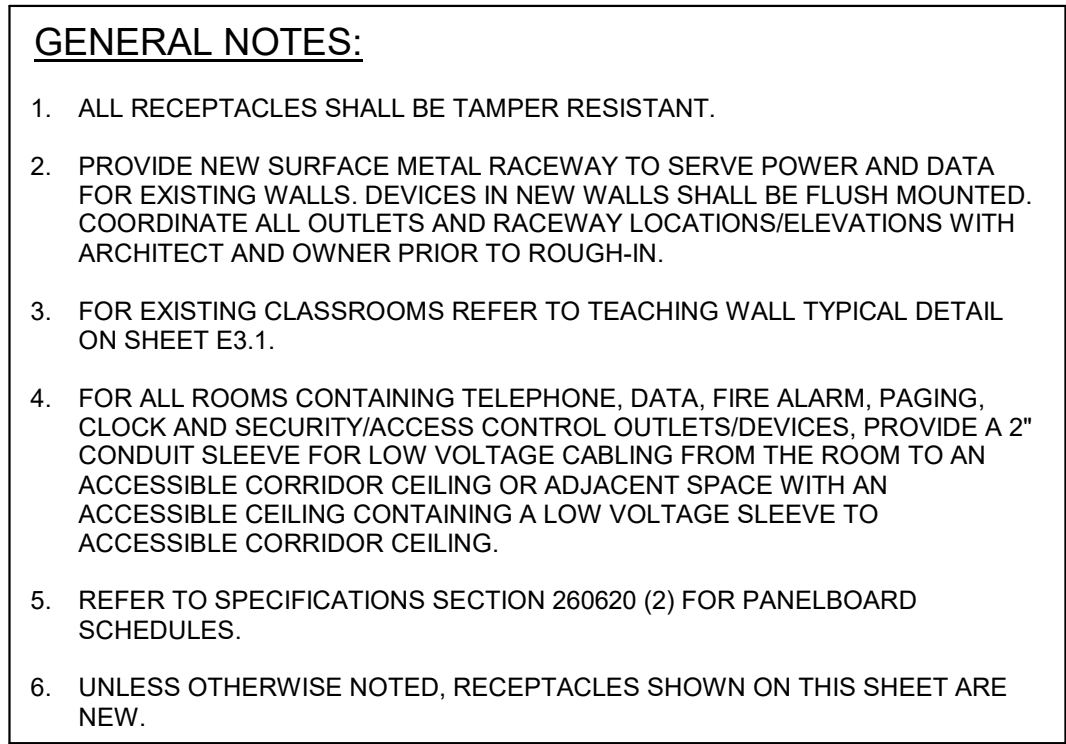 GENERAL NOTES:
1. ALL RECEPTACLES SHALL BE TAMPER RESISTANT.
2. PROVIDE NEW SURFACE METAL RACEWAY TO SERVE POWER AND DATA
FOR EXISTING WALLS. DEVICES IN NEW WALLS SHALL BE FLUSH MOUNTED.
COORDINATE ALL OUTLETS AND RACEWAY LOCATIONS/ELEVATIONS WITH
ARCHITECT AND OWNER PRIOR TO ROUGH-IN.
3. FOR EXISTING CLASSROOMS REFER TO TEACHING WALL TYPICAL DETAIL
ON SHEET E3.1.
4. FOR ALL ROOMS CONTAINING TELEPHONE, DATA, FIRE ALARM, PAGING,
CLOCK AND SECURITY/ACCESS CONTROL OUTLETS/DEVICES, PROVIDE A 2"
CONDUIT SLEEVE FOR LOW VOLTAGE CABLING FROM THE ROOM TO AN
ACCESSIBLE CORRIDOR CEILING OR ADJACENT SPACE WITH AN
ACCESSIBLE CEILING CONTAINING A LOW VOLTAGE SLEEVE TO
ACCESSIBLE CORRIDOR CEILING.
5. REFER TO SPECIFICATIONS SECTION 260620 (2) FOR PANELBOARD
SCHEDULES.
6. UNLESS OTHERWISE NOTED, RECEPTACLES SHOWN ON THIS SHEET ARE
NEW.